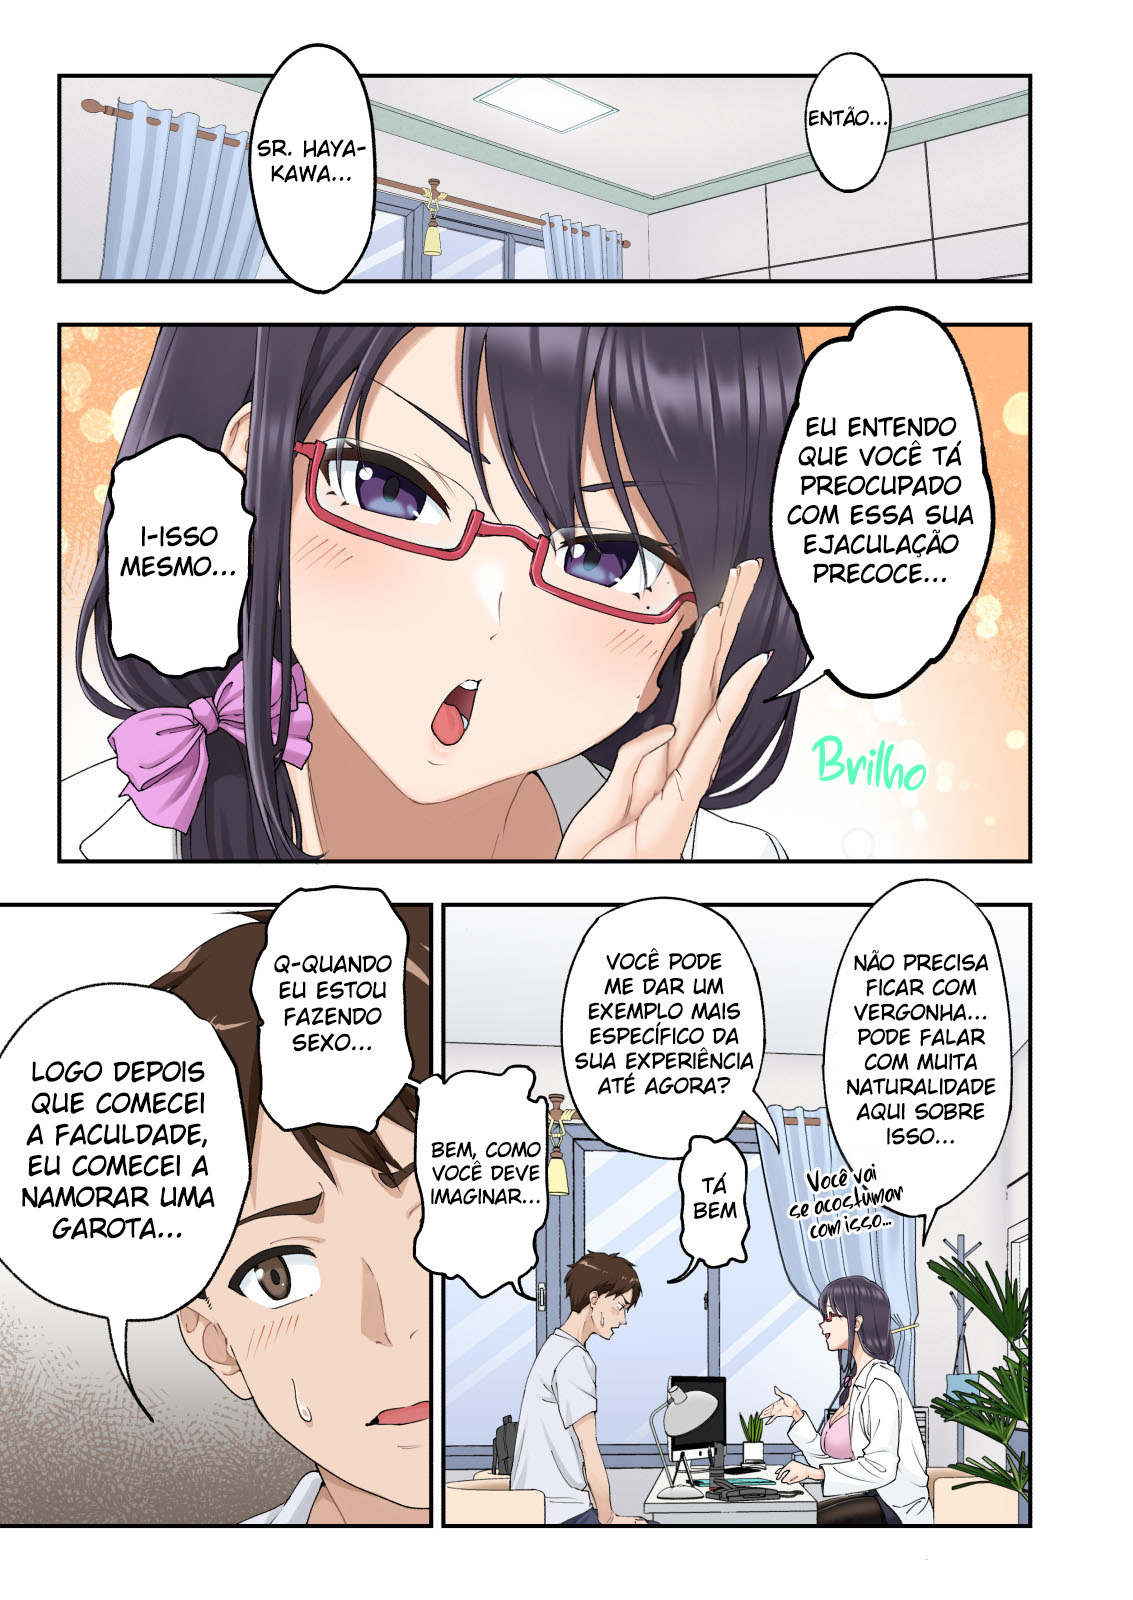 ENTÃO...
SR. HAYA-
KAWA...
EU ENTENDO
QUE VOCÊ TÁ
PREOCUPADO
COM ESSA SUA
EJACULAÇÃO
PRECOCE...
I-ISSO
MESMO...
Brilho
NÃO PRECISA
FICAR COM
VERGONHA...
PODE FALAR
COM MUITA
NATURALIDADE
AQUI SOBRE
ISSO...
Você vai
se acostumar
com isso...
VOCÊ PODE
ME DAR UM
EXEMPLO MAIS
ESPECÍFICO DA
SUA EXPERIÊNCIA
ATÉ AGORA?
TÁ
BEM
BEM, COMO
VOCÊ DEVE
IMAGINAR...
Q-QUANDO
EU ESTOU
FAZENDO
SEXO...
LOGO DEPOIS
QUE COMECEI
A FACULDADE,
EU COMECEI A
NAMORAR UMA
GAROTA...